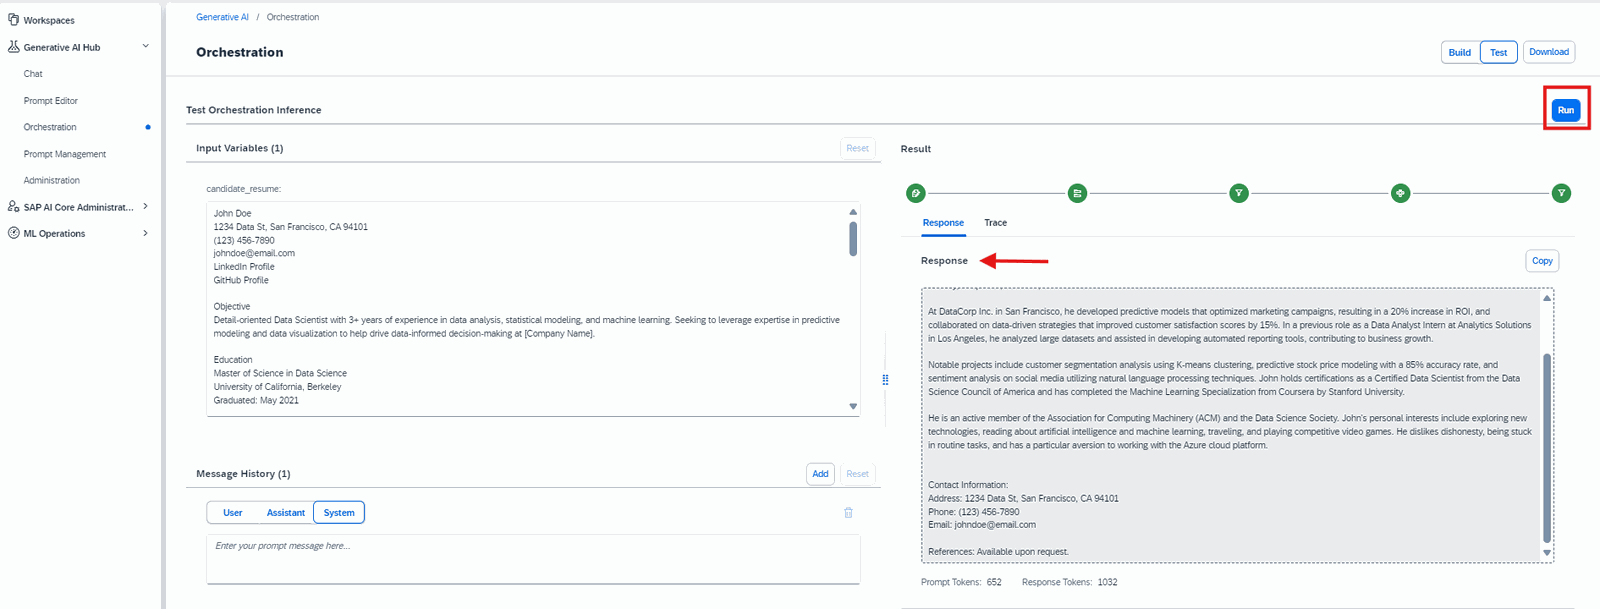 Workspaces
Generative AI Hub
Chat
Prompt Editor
Orchestration
Prompt Management
Administration
SAP AI Core Administrat...
ML Operations
Generative AI / Orchestration
Orchestration
Build
Test
Download
Test Orchestration Inference
Run
Input Variables (1)
Reset
candidate_resume:
John Doe
1234 Data St, San Francisco, CA 94101
(123) 456-7890
johndoe@email.com
LinkedIn Profile
GitHub Profile
Objective
Detail-oriented Data Scientist with 3+ years of experience in data analysis, statistical modeling, and machine learning. Seeking to leverage expertise in predictive
modeling and data visualization to help drive data-informed decision-making at [Company Name].
Education
Master of Science in Data Science
University of California, Berkeley
Graduated: May 2021
Message History (1)
Add
Reset
User
Assistant
System
Enter your prompt message here...
Result
Response
Trace
Response
Copy
At DataCorp Inc. in San Francisco, he developed predictive models that optimized marketing campaigns, resulting in a 20% increase in ROI, and
collaborated on data-driven strategies that improved customer satisfaction scores by 15%. In a previous role as a Data Analyst Intern at Analytics Solutions
in Los Angeles, he analyzed large datasets and assisted in developing automated reporting tools, contributing to business growth.
Notable projects include customer segmentation analysis using K-means clustering, predictive stock price modeling with a 85% accuracy rate, and
sentiment analysis on social media utilizing natural language processing techniques. John holds certifications as a Certified Data Scientist from the Data
Science Council of America and has completed the Machine Learning Specialization from Coursera by Stanford University.
He is an active member of the Association for Computing Machinery (ACM) and the Data Science Society. John's personal interests include exploring new
technologies, reading about artificial intelligence and machine learning, traveling, and playing competitive video games. He dislikes dishonesty, being stuck
in routine tasks, and has a particular aversion to working with the Azure cloud platform.
Contact Information:
Address: 1234 Data St, San Francisco, CA 94101
Phone: (123) 456-7890
Email: johndoe@email.com
References: Available upon request.
Prompt Tokens: 652 Response Tokens: 1032